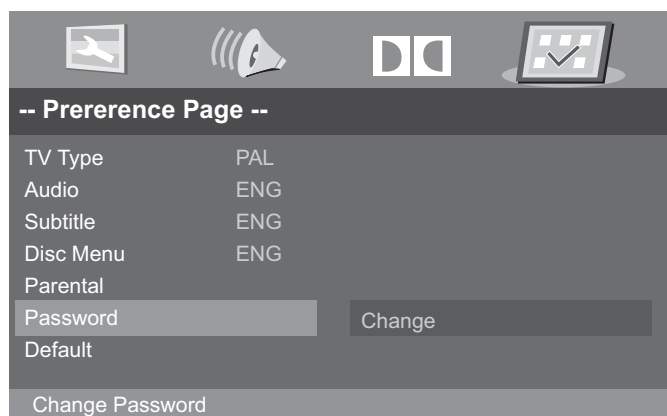 -- Prererence Page --
TV Type PAL
Audio ENG
Subtitle ENG
Disc Menu ENG
Parental
Password Change
Default
Change Password